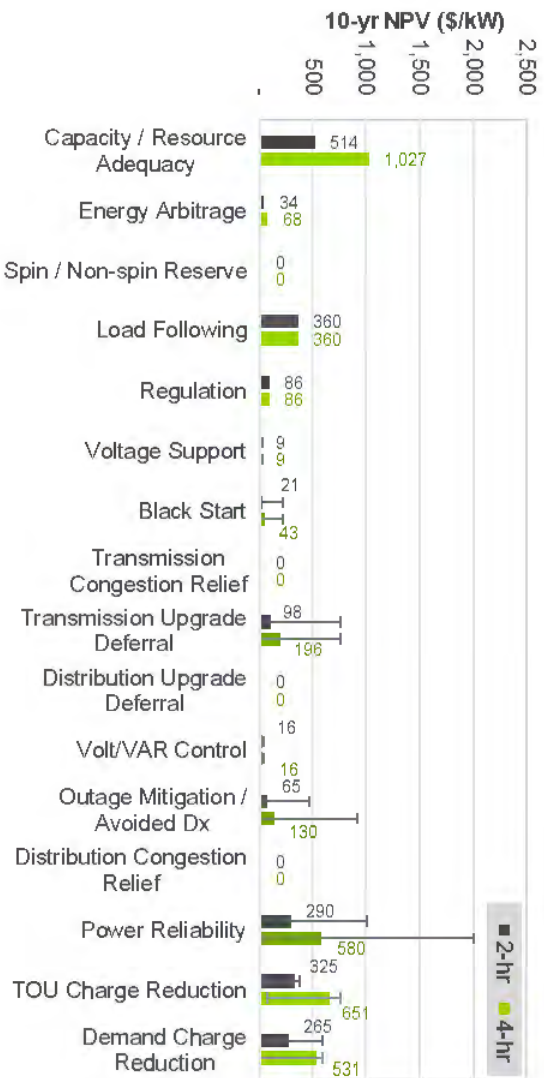 10-yr NPV ($/kW)
2,500
2,000
1,500
1,000
500
-
Capacity / Resource
Adequacy
514
1,027
Energy Arbitrage
34
68
Spin / Non-spin Reserve
0
0
Load Following
360
360
Regulation
86
86
Voltage Support
9
9
Black Start
21
43
Transmission
Congestion Relief
0
0
Transmission Upgrade
Deferral
98
196
Distribution Upgrade
Deferral
0
0
Volt/VAR Control
16
16
Outage Mitigation /
Avoided Dx
65
130
Distribution Congestion
Relief
0
0
Power Reliability
290
580
TOU Charge Reduction
325
651
Demand Charge
Reduction
265
531
2-hr 4-hr